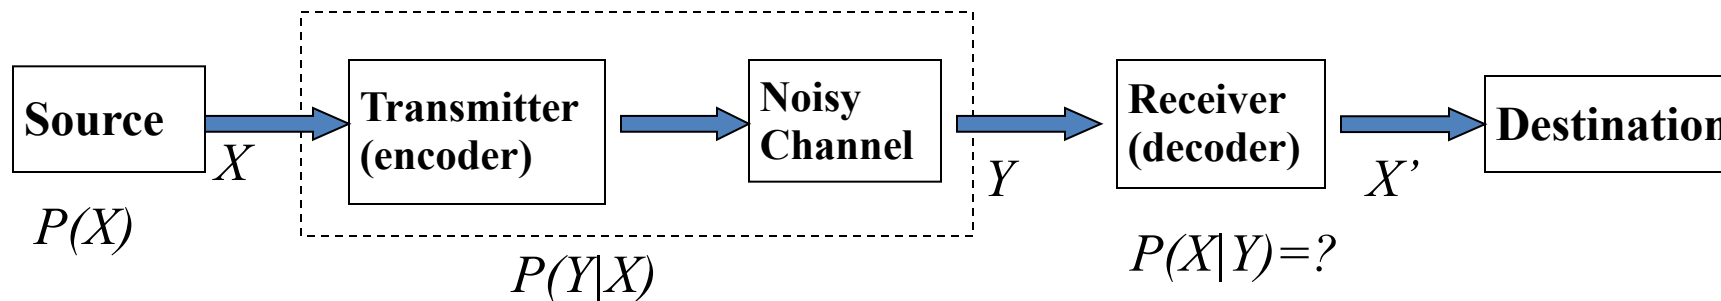 Source
Transmitter
(encoder)
Noisy
Channel
Receiver
(decoder)
Destination
X
Y
X’
P(X)
P(Y|X)
P(X|Y)=?